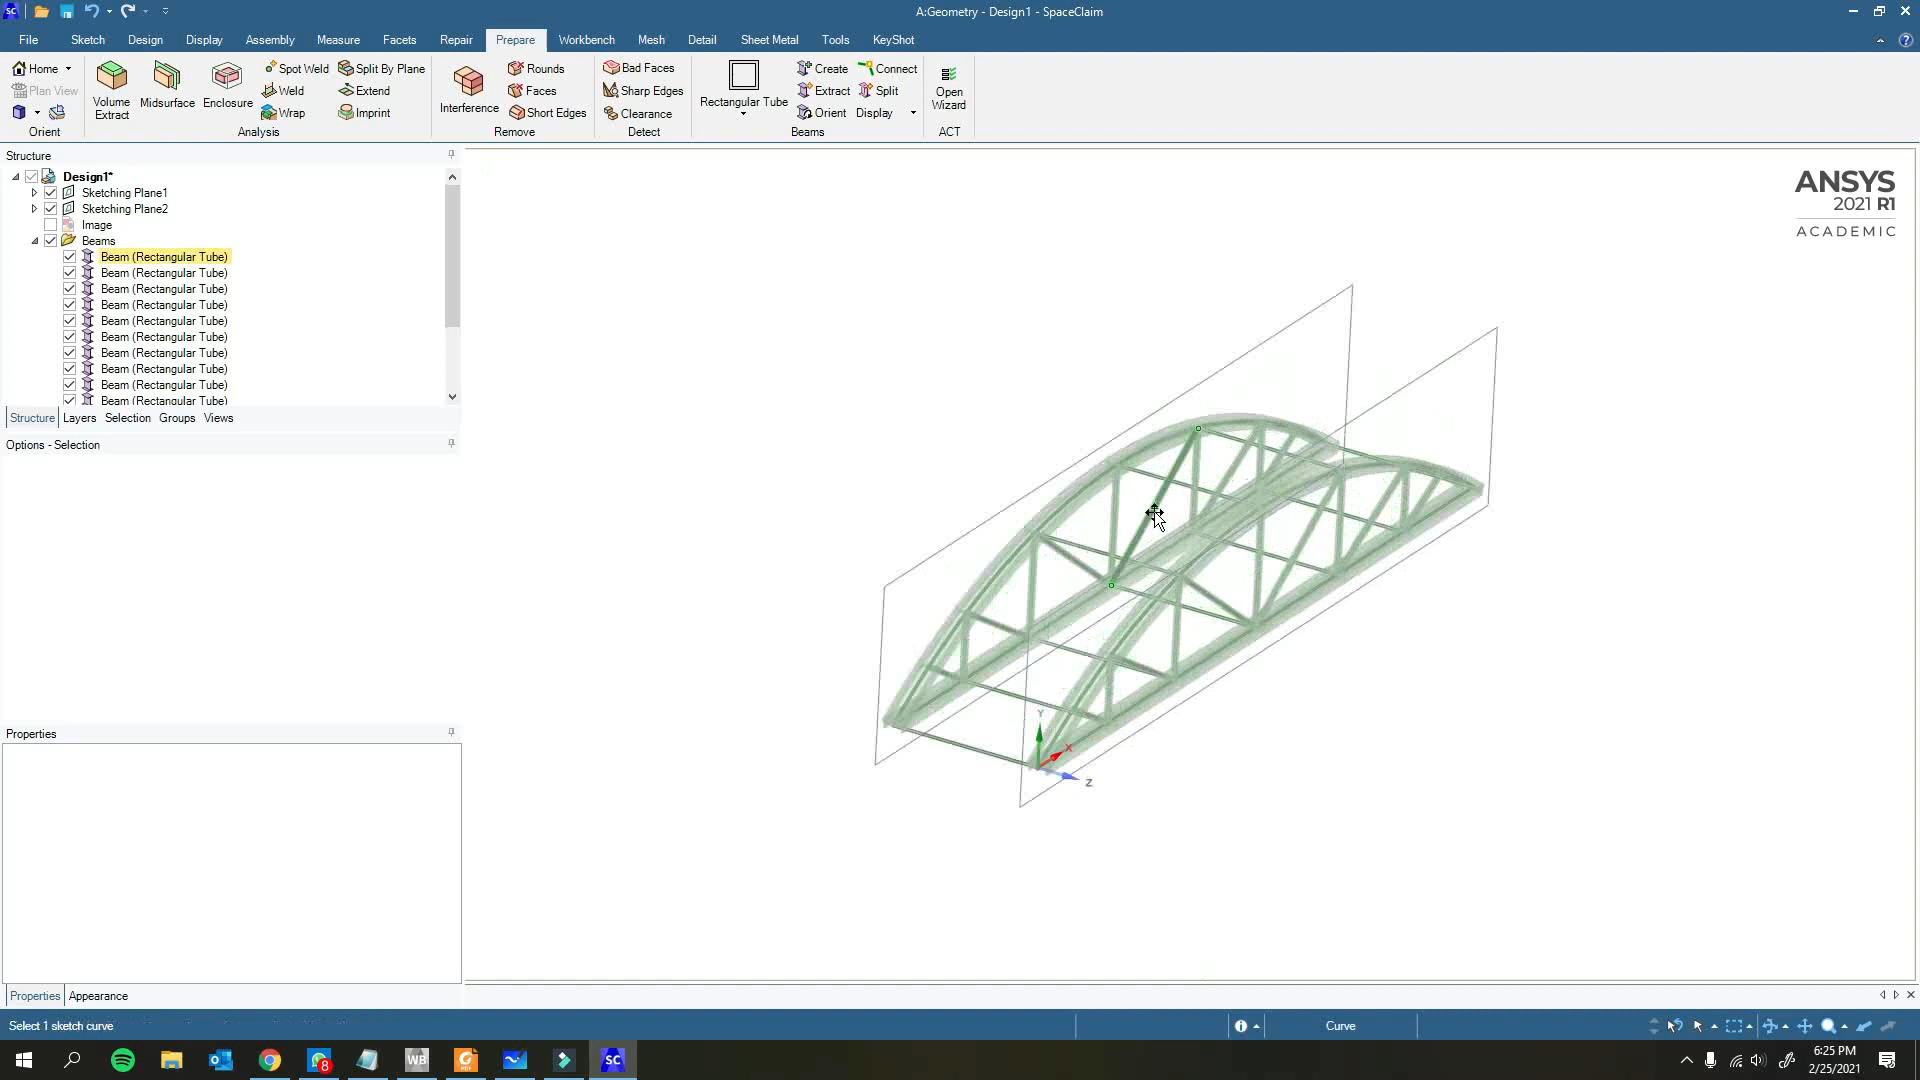 A:Geometry - Design1 - SpaceClaim
File Sketch Design Display Assembly Measure Facets Repair Prepare Workbench Mesh Detail Sheet Metal Tools KeyShot
Home
Plan View
Orient
Volume Extract
Midsurface
Enclosure
Spot Weld
Weld
Wrap
Split By Plane
Extend
Imprint
Analysis
Interference
Rounds
Faces
Short Edges
Remove
Bad Faces
Sharp Edges
Clearance
Detect
Rectangular Tube
Create
Extract
Orient
Connect
Split
Display
Beams
Open Wizard
ACT
Structure
Design1*
Sketching Plane1
Sketching Plane2
Image
Beams
Beam (Rectangular Tube)
Beam (Rectangular Tube)
Beam (Rectangular Tube)
Beam (Rectangular Tube)
Beam (Rectangular Tube)
Beam (Rectangular Tube)
Beam (Rectangular Tube)
Beam (Rectangular Tube)
Beam (Rectangular Tube)
Beam (Rectangular Tube)
Structure Layers Selection Groups Views
Options - Selection
Properties
Properties Appearance
ANSYS
2021 R1
ACADEMIC
Y
X
Z
Select 1 sketch curve
Curve
SC
8
WB
SC
6:25 PM
2/25/2021